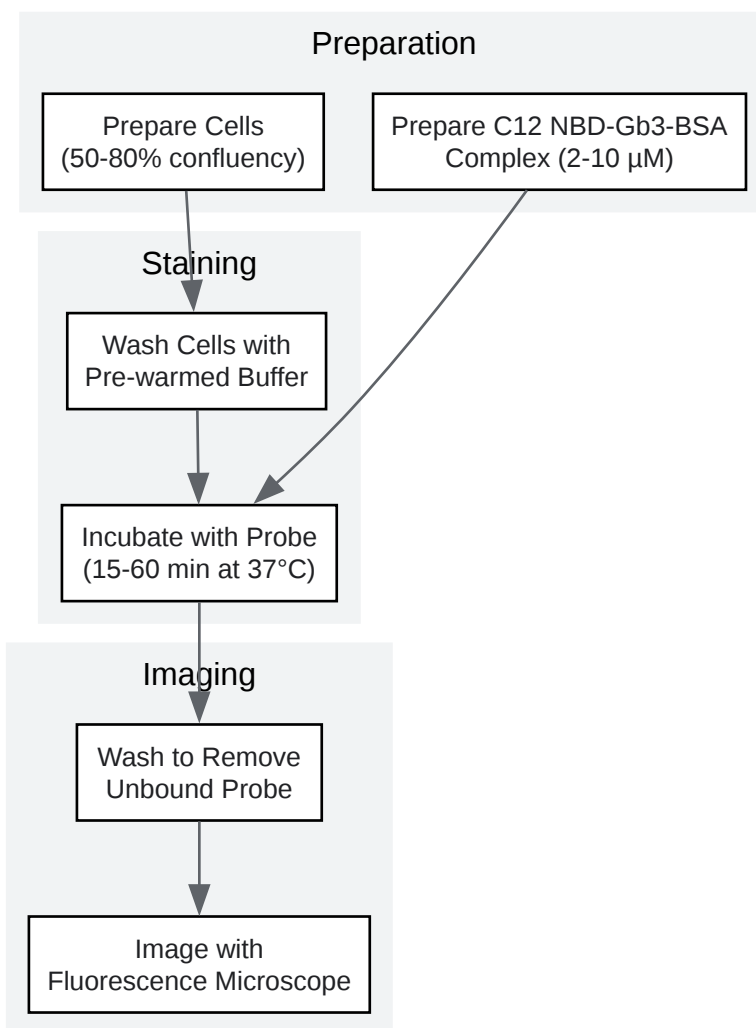 Preparation
Prepare Cells
(50-80% confluency)
Prepare C12 NBD-Gb3-BSA
Complex (2-10 µM)
Staining
Wash Cells with
Pre-warmed Buffer
Incubate with Probe
(15-60 min at 37°C)
Imaging
Wash to Remove
Unbound Probe
Image with
Fluorescence Microscope